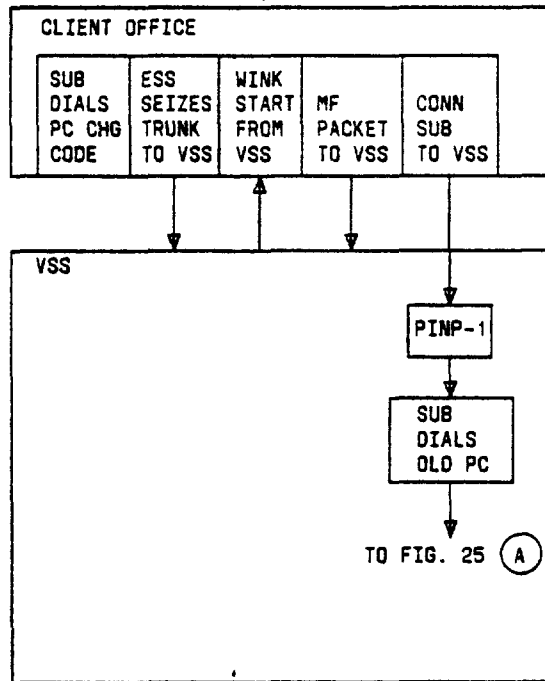 CLIENT OFFICE
SUB
DIALS
PC CHG
CODE
ESS
SEIZES
TRUNK
TO VSS
WINK
START
FROM
VSS
MF
PACKET
TO VSS
CONN
SUB
TO VSS
VSS
PINP-1
SUB
DIALS
OLD PC
TO FIG. 25 A